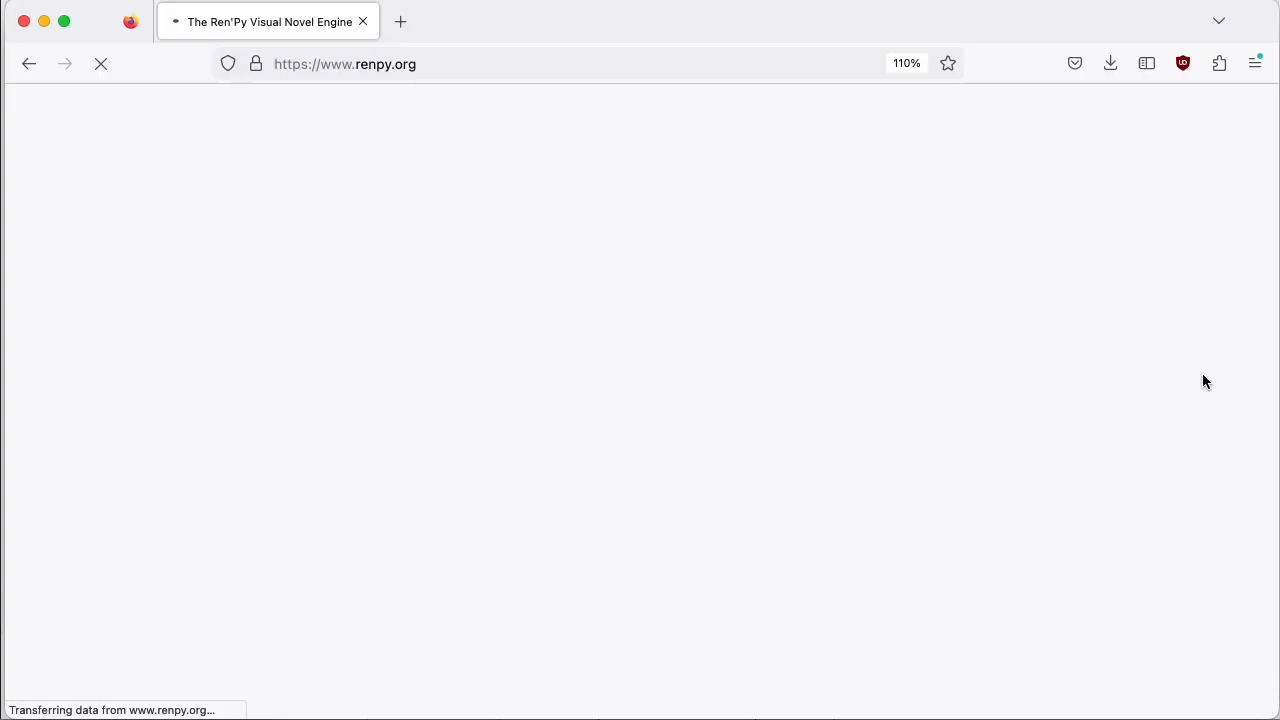 The Ren'Py Visual Novel Engine
https://www.renpy.org
110%
Transferring data from www.renpy.org...